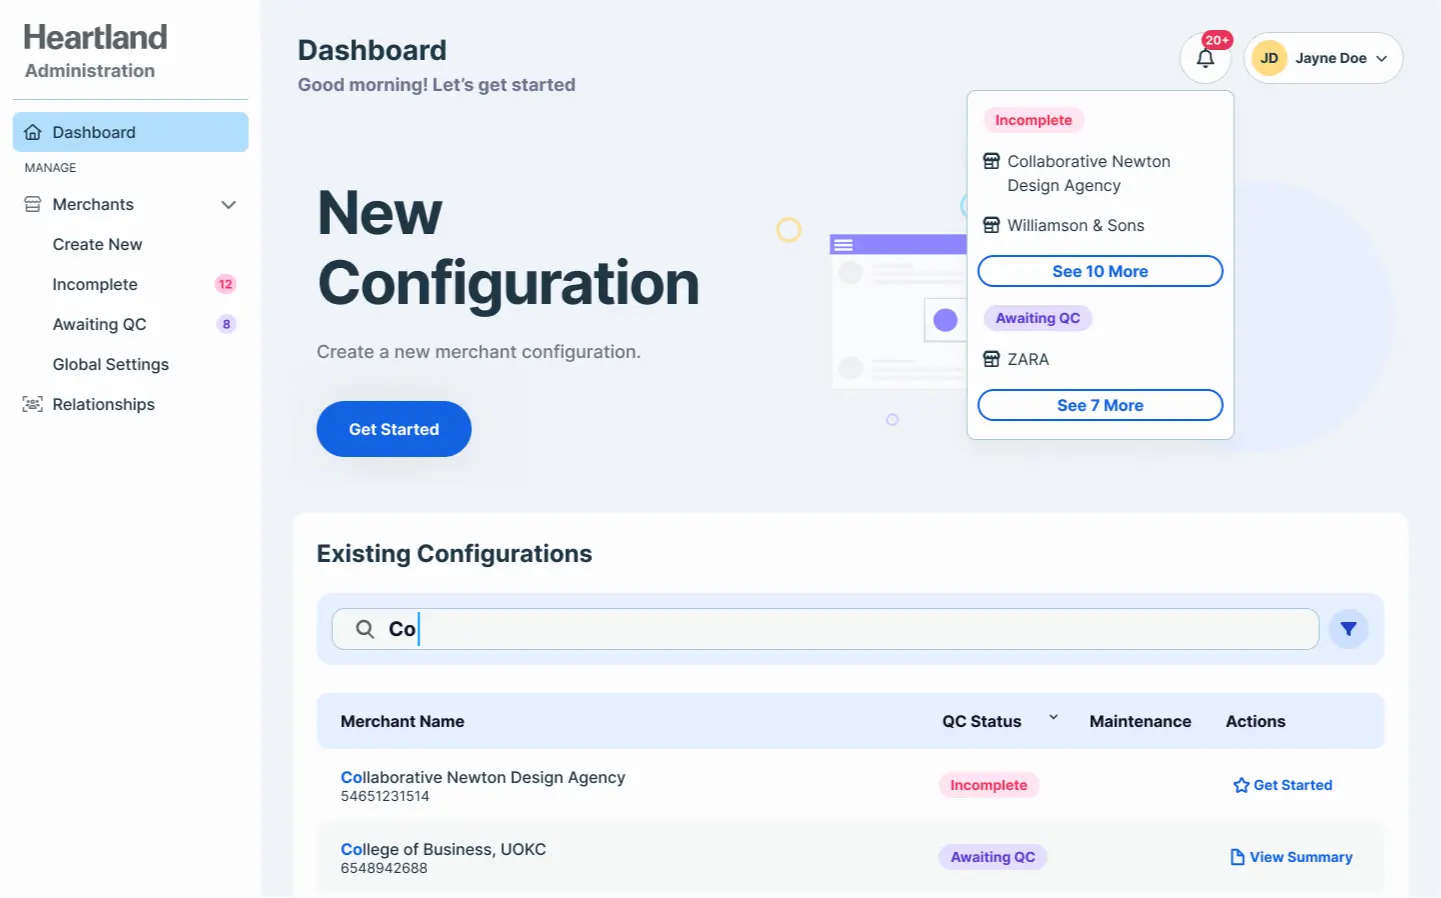 Heartland
Administration
Dashboard
MANAGE
Merchants
Create New
Incomplete 12
Awaiting QC 8
Global Settings
Relationships
Dashboard
Good morning! Let’s get started
20+
JD Jayne Doe
New
Configuration
Create a new merchant configuration.
Get Started
Incomplete
Collaborative Newton
Design Agency
Williamson & Sons
See 10 More
Awaiting QC
ZARA
See 7 More
Existing Configurations
Co
Merchant Name QC Status Maintenance Actions
Collaborative Newton Design Agency
54651231514
Incomplete
Get Started
College of Business, UOKC
6548942688
Awaiting QC
View Summary